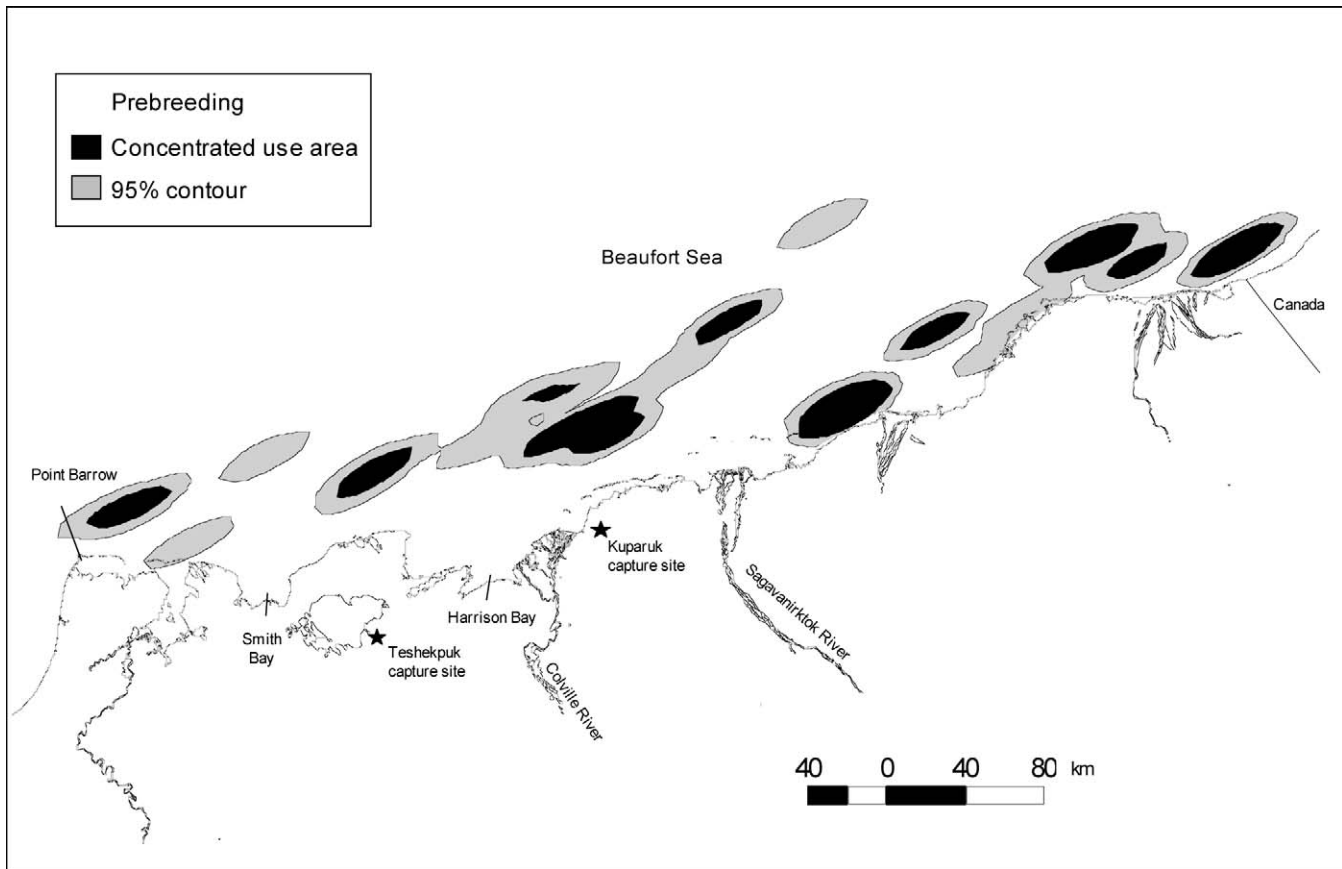 Prebreeding
Concentrated use area
95% contour
Beaufort Sea
Canada
Point Barrow
Kuparuk
capture site
Harrison Bay
Smith
Bay
Teshekpuk
capture site
Colville River
Sagavanirktok River
40 0 40 80 km